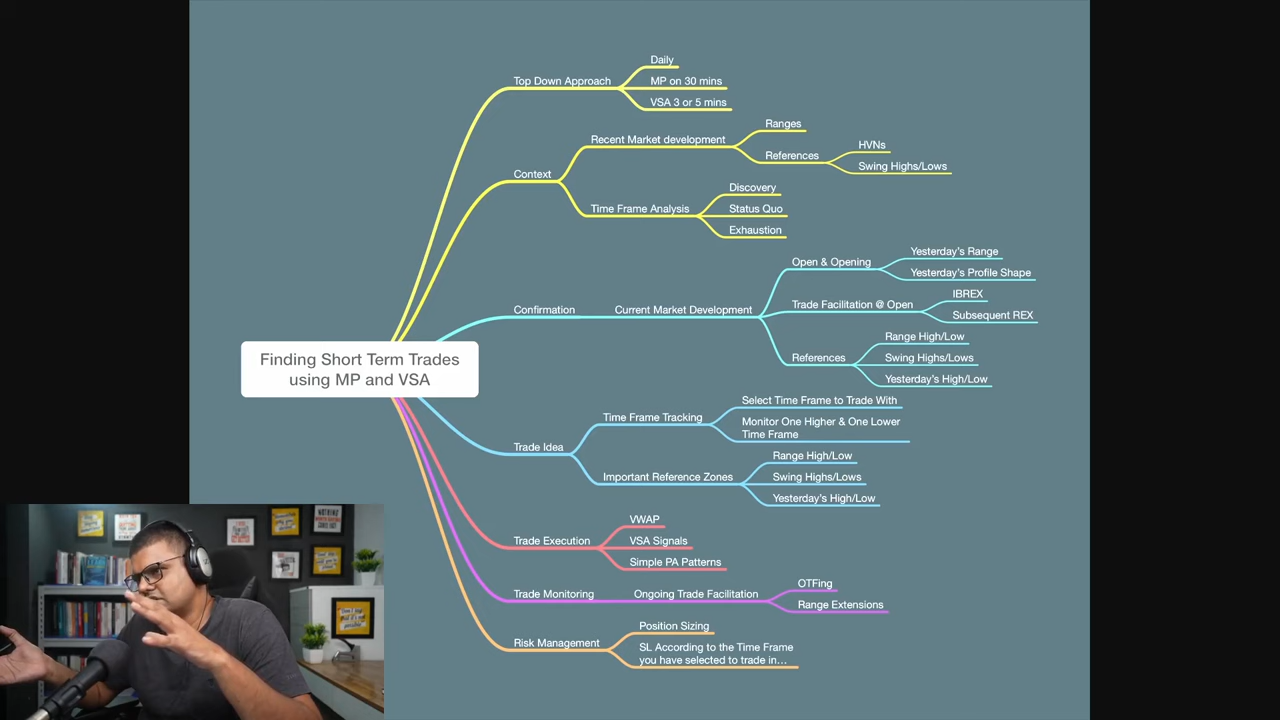 Daily
Top Down Approach
MP on 30 mins
VSA 3 or 5 mins
Ranges
Recent Market development
HVNs
References
Swing Highs/Lows
Context
Discovery
Time Frame Analysis
Status Quo
Exhaustion
Yesterday's Range
Open & Opening
Yesterday's Profile Shape
IBREX
Confirmation
Current Market Development
Trade Facilitation @ Open
Subsequent REX
Range High/Low
References
Swing Highs/Lows
Yesterday's High/Low
Finding Short Term Trades
using MP and VSA
Select Time Frame to Trade With
Time Frame Tracking
Monitor One Higher & One Lower
Time Frame
Trade Idea
Range High/Low
Important Reference Zones
Swing Highs/Lows
Yesterday's High/Low
VWAP
Trade Execution
VSA Signals
Simple PA Patterns
OTFing
Trade Monitoring
Ongoing Trade Facilitation
Range Extensions
Position Sizing
Risk Management
SL According to the Time Frame
you have selected to trade in...